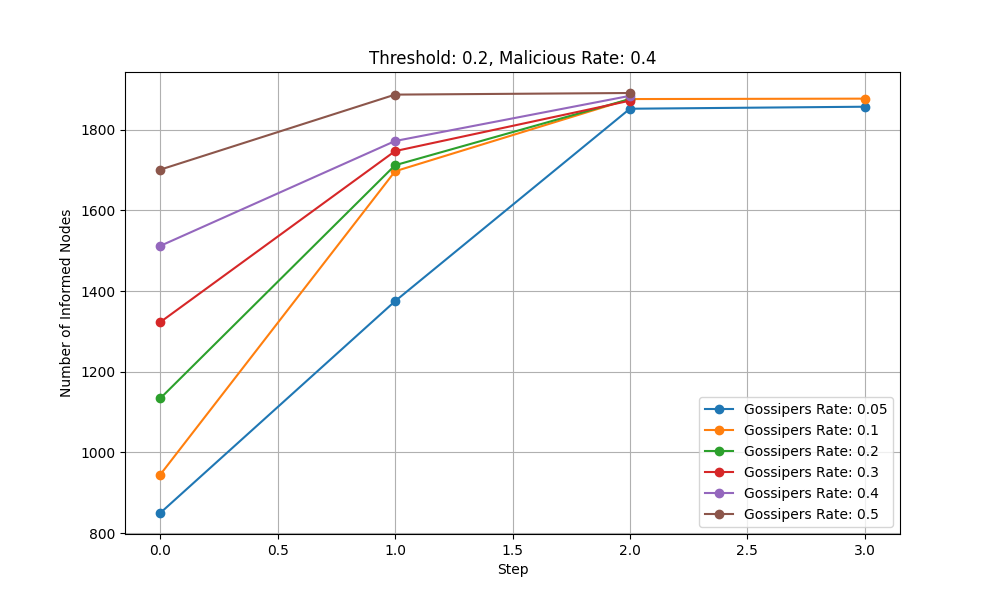 Threshold: 0.2, Malicious Rate: 0.4
Number of Informed Nodes
1800
1600
1400
1200
1000
800
0.0 0.5 1.0 1.5 2.0 2.5 3.0
Step
Gossipers Rate: 0.05
Gossipers Rate: 0.1
Gossipers Rate: 0.2
Gossipers Rate: 0.3
Gossipers Rate: 0.4
Gossipers Rate: 0.5